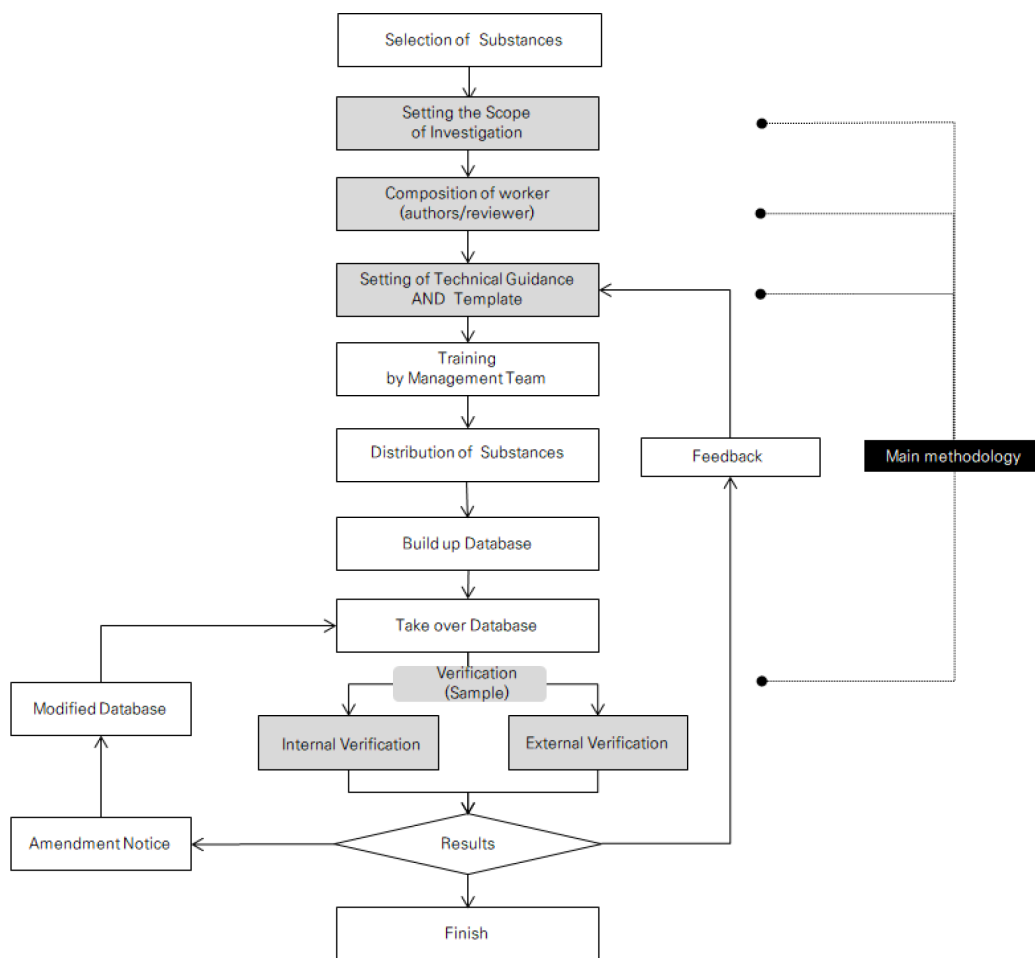 Selection of Substances
Setting the Scope
of Investigation
Composition of worker
(authors/reviewer)
Setting of Technical Guidance
AND Template
Training
by Management Team
Distribution of Substances
Feedback
Main methodology
Build up Database
Take over Database
Verification
(Sample)
Modified Database
Internal Verification
External Verification
Amendment Notice
Results
Finish